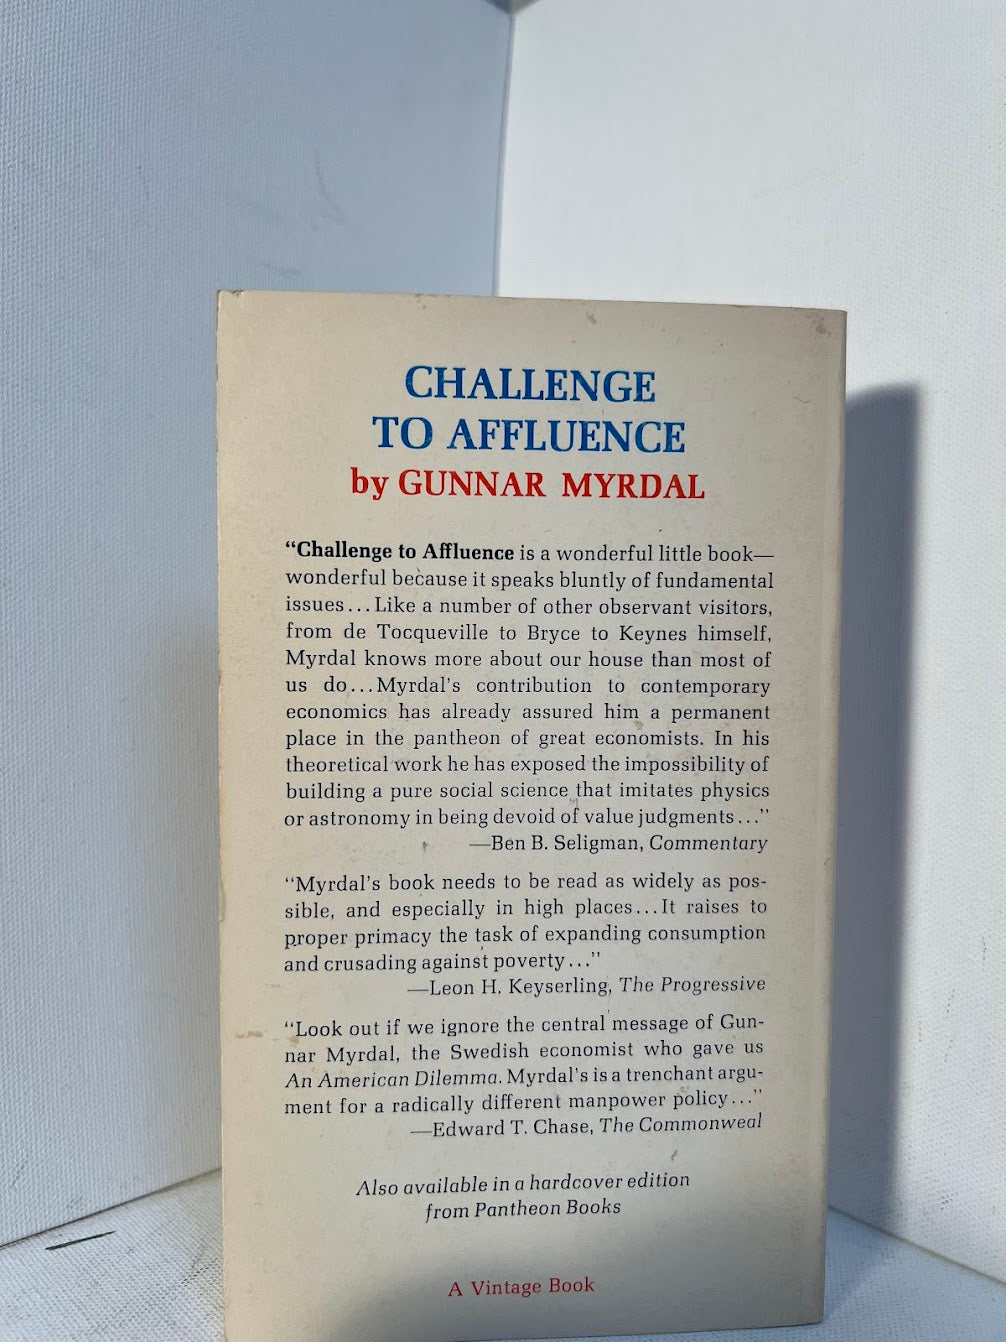 CHALLENGE
TO AFFLUENCE
by GUNNAR MYRDAL
“Challenge to Affluence is a wonderful little book—
wonderful because it speaks bluntly of fundamental
issues...Like a number of other observant visitors,
from de Tocqueville to Bryce to Keynes himself,
Myrdal knows more about our house than most of
us do...Myrdal's contribution to contemporary
economics has already assured him a permanent
place in the pantheon of great economists. In his
theoretical work he has exposed the impossibility of
building a pure social science that imitates physics
or astronomy in being devoid of value judgments...”
—Ben B. Seligman, Commentary
“Myrdal's book needs to be read as widely as pos-
sible, and especially in high places...It raises to
proper primacy the task of expanding consumption
and crusading against poverty...”
—Leon H. Keyserling, The Progressive
“Look out if we ignore the central message of Gun-
nar Myrdal, the Swedish economist who gave us
An American Dilemma. Myrdal's is a trenchant argu-
ment for a radically different manpower policy...”
—Edward T. Chase, The Commonweal
Also available in a hardcover edition
from Pantheon Books
A Vintage Book